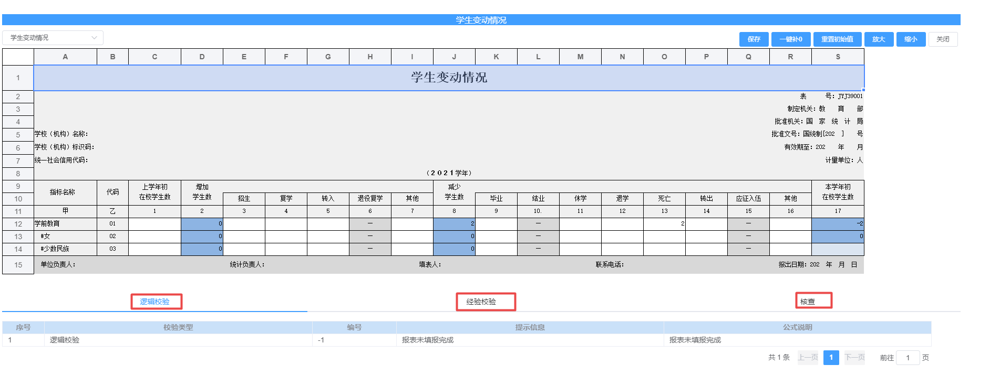 学生变动情况
学生变动情况
保存 一键补0 重置初始值 放大 缩小 关闭
A B C D E F G H I J K L M N O P Q R S
1 学生变动情况
2 表 号: JYJ39001
3 制定机关: 教 育 部
4 批准机关: 国 家 统 计 局
5 学校（机构）名称: 批准文号: 国统制[202 ] 号
6 学校（机构）标识码: 有效期至: 202 年 月
7 统一社会信用代码: 计量单位: 人
8 （2021学年）
9 指标名称 代码 上学年初 增加 减少 本学年初
在校学生数 学生数 学生数 在校学生数
10 招生 复学 转入 退役复学 其他 毕业 结业 休学 退学 死亡 转出 应征入伍 其他
11 甲 乙 1 2 3 4 5 6 7 8 9 10. 11 12 13 14 15 16 17
12 学前教育 01 0 — 2 — 2 — -2
13 #女 02 0 — 0 — — 0
14 #少数民族 03 0 — 0 — —
15 单位负责人: 统计负责人: 填表人: 联系电话: 报出日期: 202 年 月 日
逻辑校验 经验校验 核查
序号 校验类型 编号 提示信息 公式说明
1 逻辑校验 -1 报表未填报完成 报表未填报完成
共 1 条 上一页 1 下一页 前往 1 页